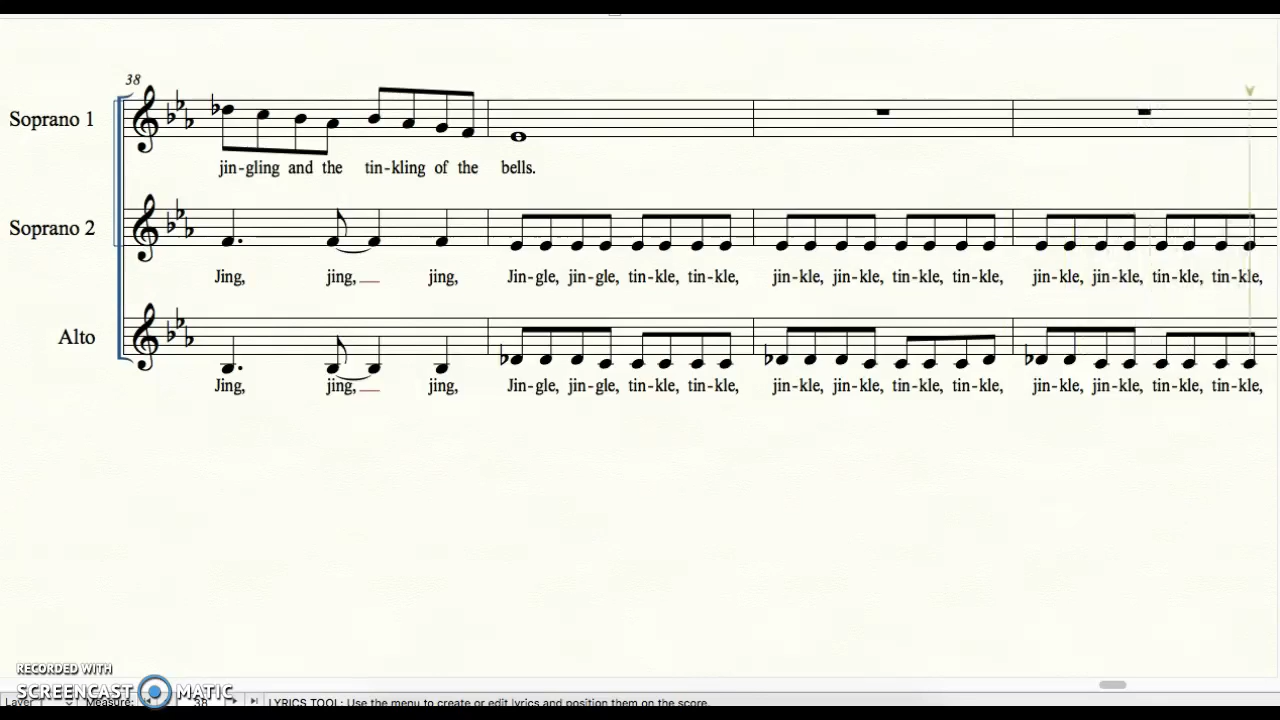 38
Soprano 1
jin-gling and the tin-kling of the bells.
Soprano 2
Jing, jing, jing, Jin-gle, jin-gle, tin-kle, tin-kle, jin-kle, jin-kle, tin-kle, tin-kle, jin-kle, jin-kle, tin-kle, tin-kle,
Alto
Jing, jing, jing, Jin-gle, jin-gle, tin-kle, tin-kle, jin-kle, jin-kle, tin-kle, tin-kle, jin-kle, jin-kle, tin-kle, tin-kle,
RECORDED WITH
SCREENCAST MATIC
Layer Measure: 38 LYRICS TOOL: Use the menu to create or edit lyrics and position them on the score.